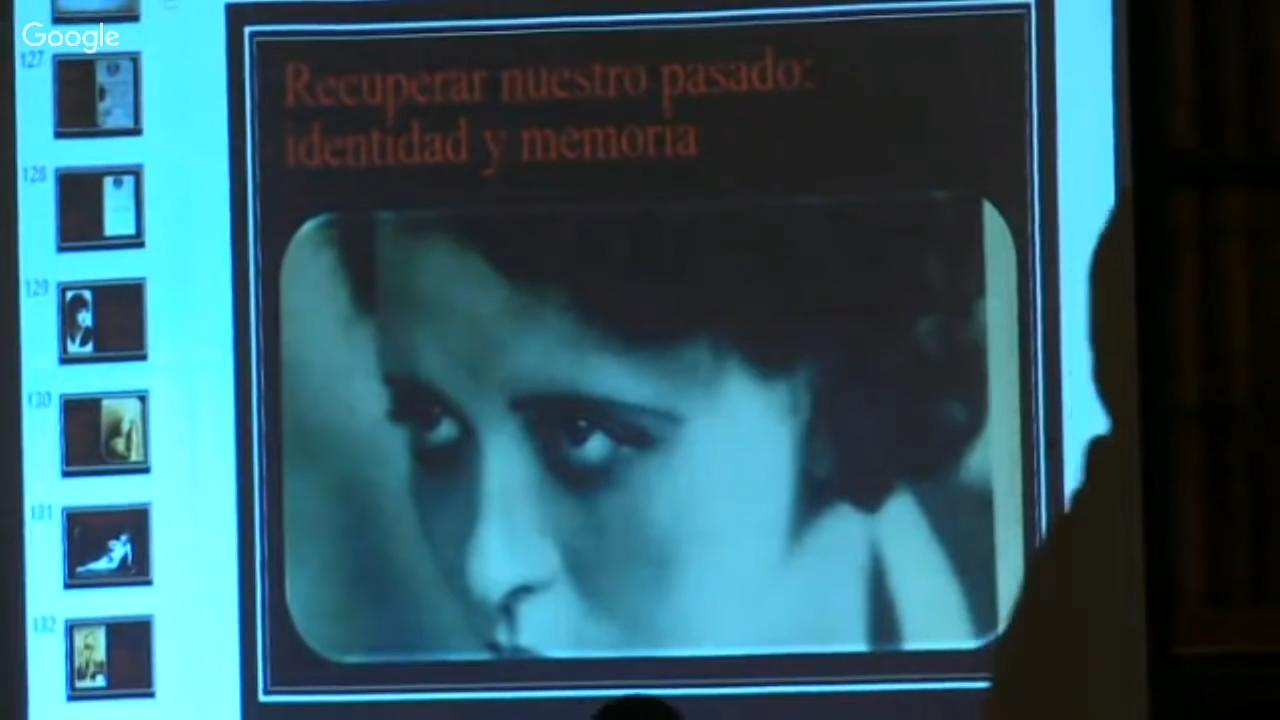 Google
127
Recuperar nuestro pasado:
identidad y memoria
128
129
130
131
132